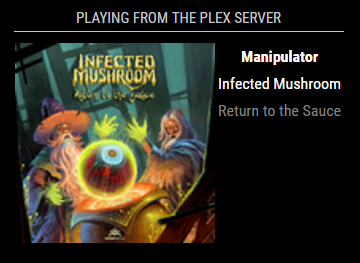 PLAYING FROM THE PLEX SERVER
INFECTED
MUSHROOM
Return to the Sauce
Manipulator
Infected Mushroom
Return to the Sauce